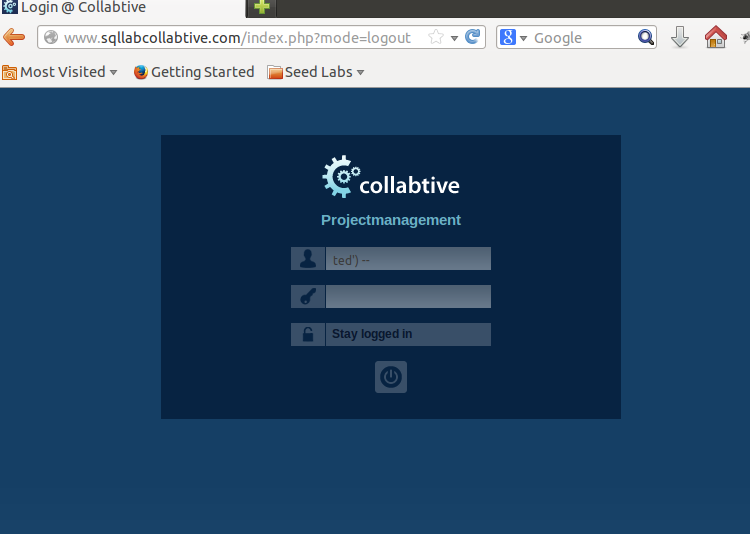 Login @ Collabtive
www.sqllabcollabtive.com/index.php?mode=logout
Google
Most Visited
Getting Started
Seed Labs
collabtive
Projectmanagement
ted') --
Stay logged in